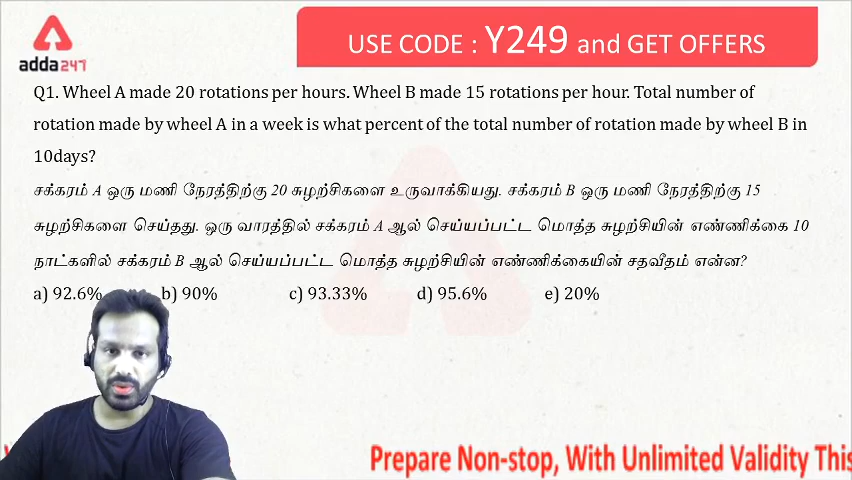 USE CODE : Y249 and GET OFFERS
adda247
Q1. Wheel A made 20 rotations per hours. Wheel B made 15 rotations per hour. Total number of
rotation made by wheel A in a week is what percent of the total number of rotation made by wheel B in
10days?
சக்கரம் A ஒரு மணி நேரத்திற்கு 20 சுழற்சிகளை உருவாக்கியது. சக்கரம் B ஒரு மணி நேரத்திற்கு 15
சுழற்சிகளை செய்தது. ஒரு வாரத்தில் சக்கரம் A ஆல் செய்யப்பட்ட மொத்த சுழற்சியின் எண்ணிக்கை 10
நாட்களில் சக்கரம் B ஆல் செய்யப்பட்ட மொத்த சுழற்சியின் எண்ணிக்கையின் சதவீதம் என்ன?
a) 92.6% b) 90% c) 93.33% d) 95.6% e) 20%
Prepare Non-stop, With Unlimited Validity This